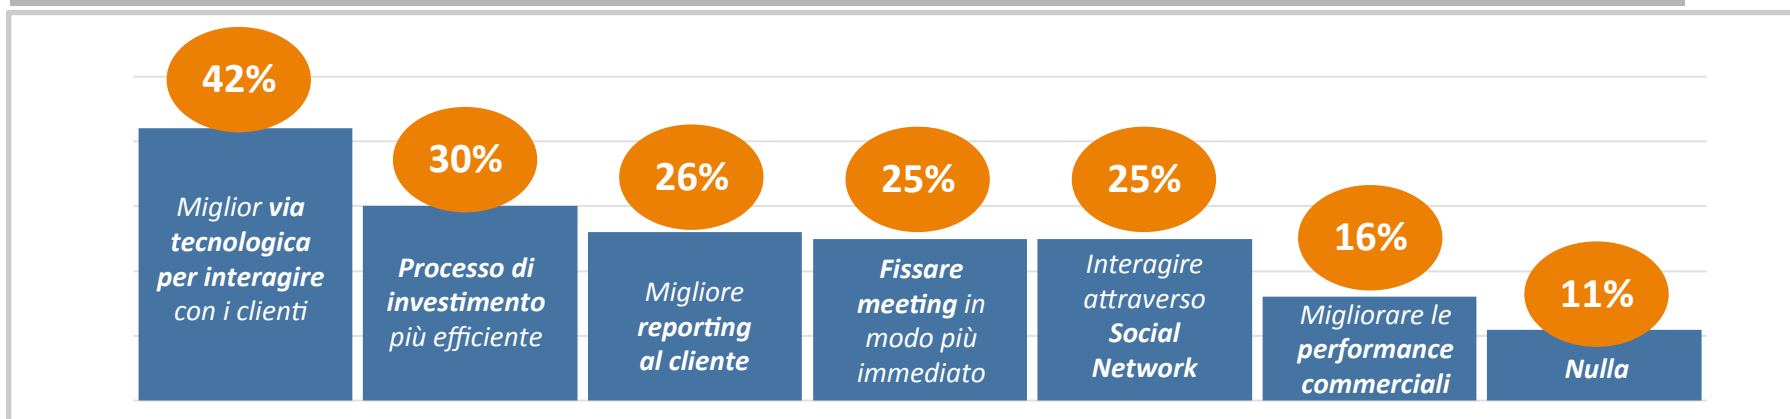 42%
Miglior via
tecnologica
per interagire
con i clienti
30%
Processo di
investimento
più efficiente
26%
Migliore
reporting
al cliente
25%
Fissare
meeting in
modo più
immediato
25%
Interagire
attraverso
Social
Network
16%
Migliorare le
performance
commerciali
11%
Nulla